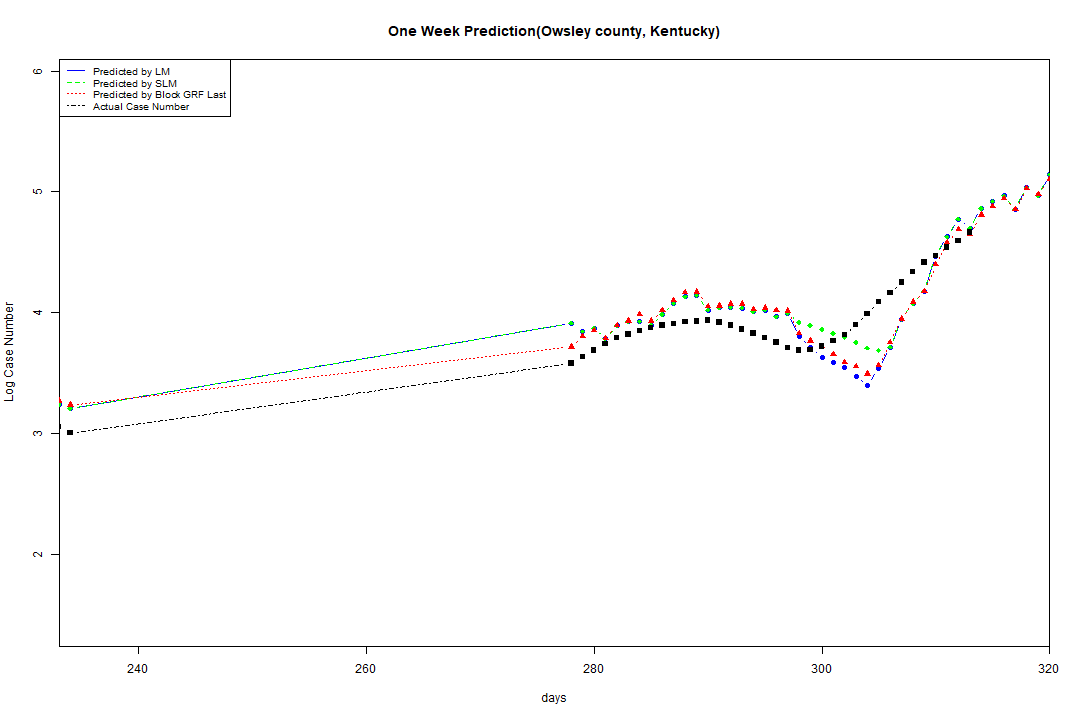 One Week Prediction(Owsley county, Kentucky)
Predicted by LM
Predicted by SLM
Predicted by Block GRF Last
Actual Case Number
6
5
4
3
2
Log Case Number
240
260
280
300
320
days